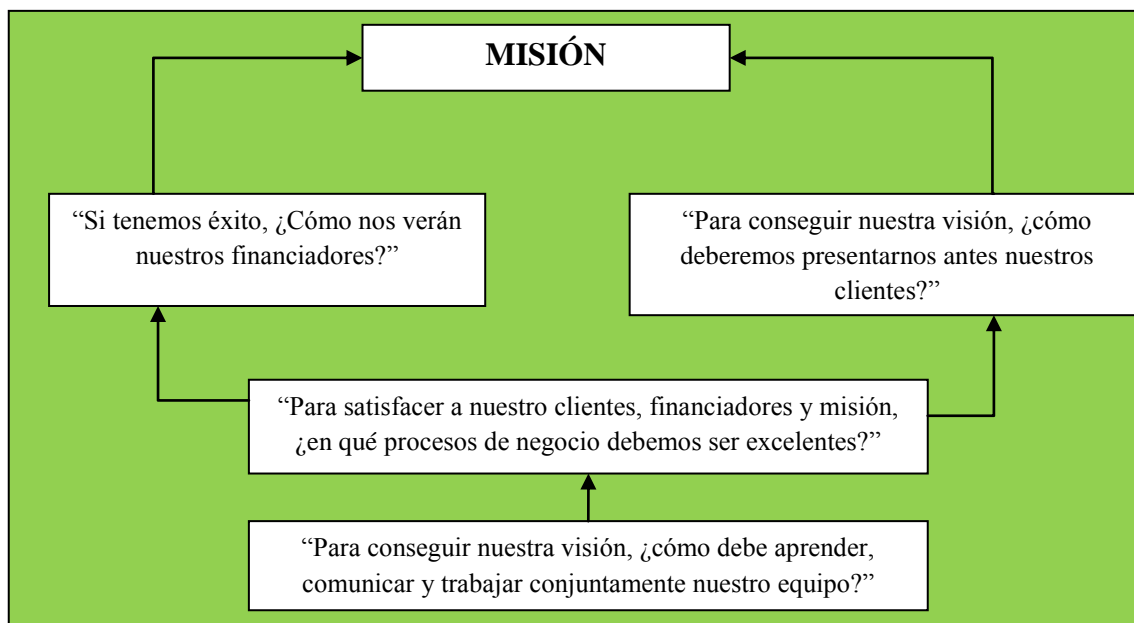 MISIÓN
“Si tenemos éxito, ¿Cómo nos verán
nuestros financiadores?”
“Para conseguir nuestra visión, ¿cómo
deberemos presentarnos antes nuestros
clientes?”
“Para satisfacer a nuestro clientes, financiadores y misión,
¿en qué procesos de negocio debemos ser excelentes?”
“Para conseguir nuestra visión, ¿cómo debe aprender,
comunicar y trabajar conjuntamente nuestro equipo?”